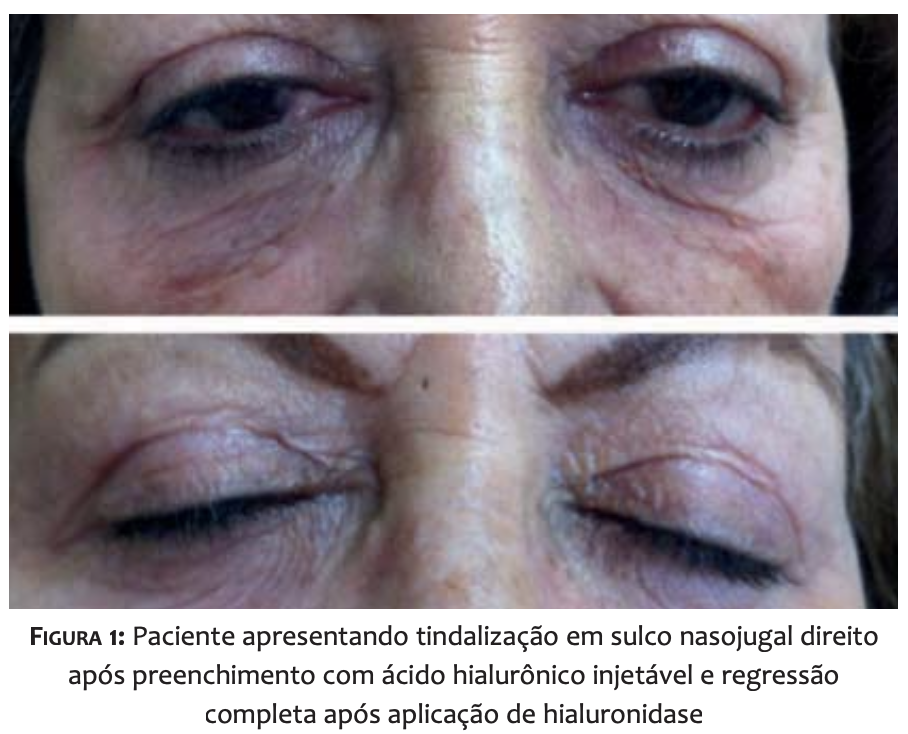 Figura 1: Paciente apresentando tindalização em sulco nasojugal direito
após preenchimento com ácido hialurônico injetável e regressão
completa após aplicação de hialuronidase